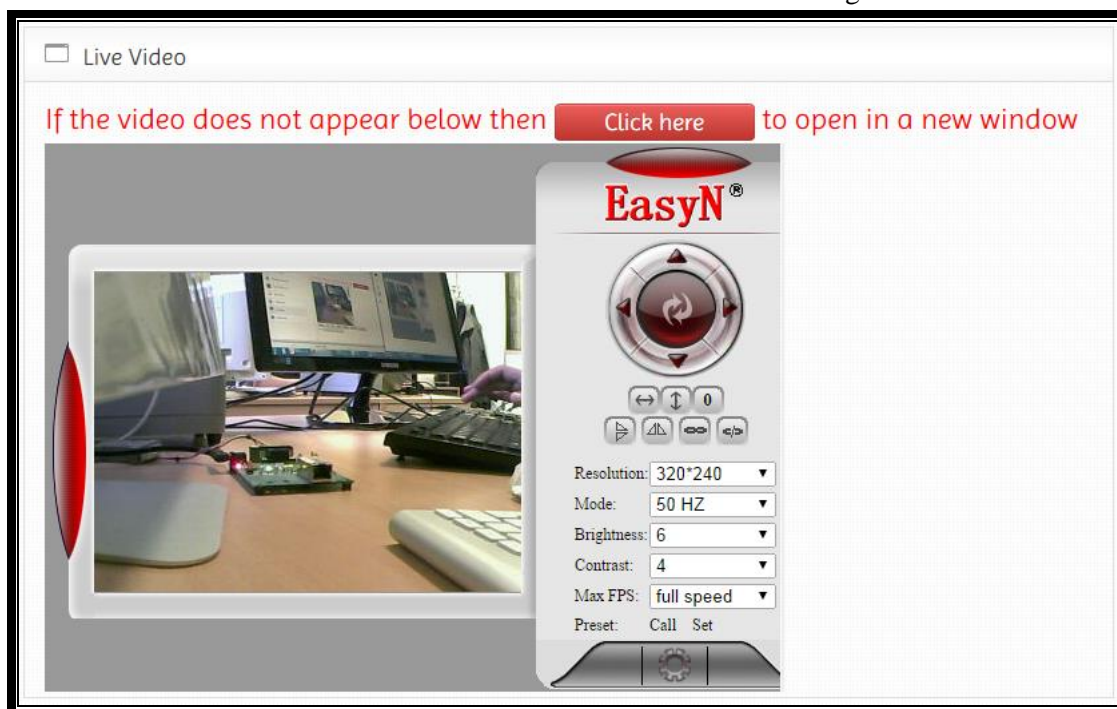 Live Video
If the video does not appear below then Click here to open in a new window
EasyN®
0
Resolution: 320*240
Mode: 50 HZ
Brightness: 6
Contrast: 4
Max FPS: full speed
Preset: Call Set